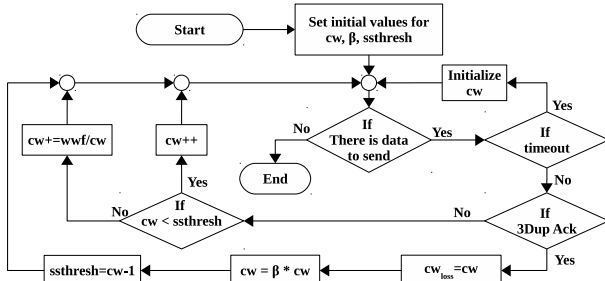 Start
Set initial values for
cw, β, ssthresh
Initialize
cw
cw+=wwf/cw
cw++
No
If
There is data
to send
Yes
If
timeout
Yes
End
No
Yes
No
If
cw < ssthresh
No
If
3Dup Ack
Yes
ssthresh=cw-1
cw = β * cw
cwloss=cw